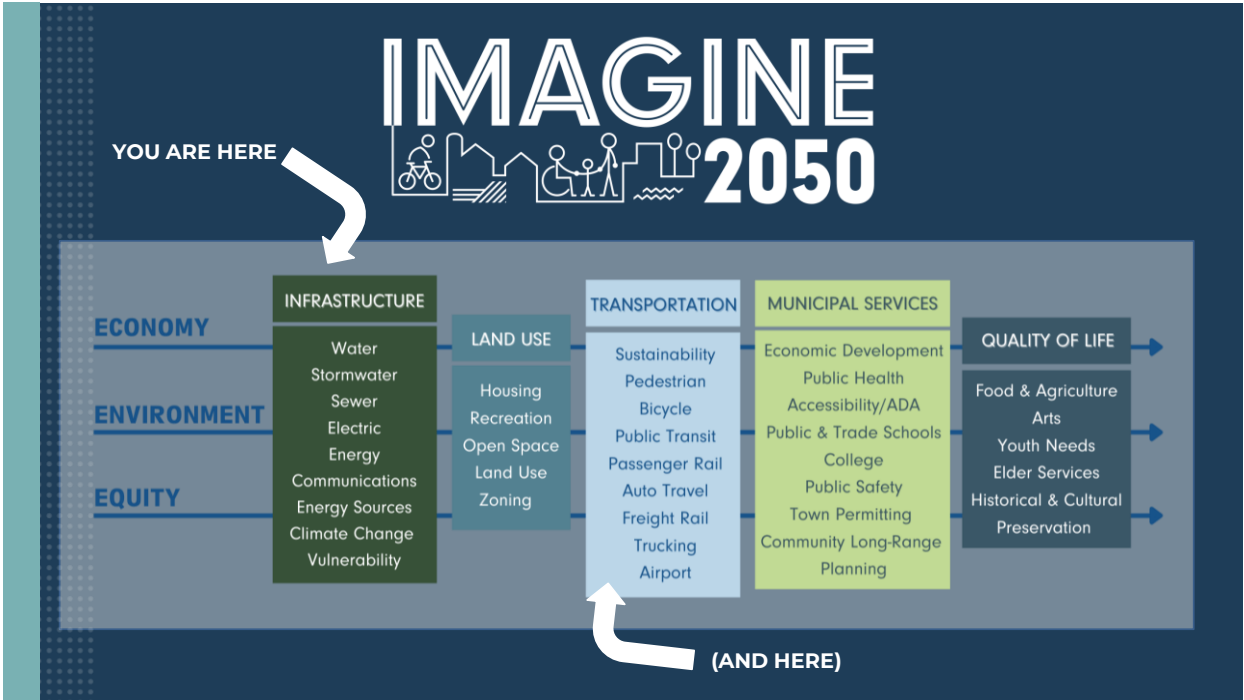 IMAGINE
2050
YOU ARE HERE
ECONOMY
ENVIRONMENT
EQUITY
INFRASTRUCTURE
Water
Stormwater
Sewer
Electric
Energy
Communications
Energy Sources
Climate Change
Vulnerability
LAND USE
Housing
Recreation
Open Space
Land Use
Zoning
TRANSPORTATION
Sustainability
Pedestrian
Bicycle
Public Transit
Passenger Rail
Auto Travel
Freight Rail
Trucking
Airport
MUNICIPAL SERVICES
Economic Development
Public Health
Accessibility/ADA
Public & Trade Schools
College
Public Safety
Town Permitting
Community Long-Range
Planning
QUALITY OF LIFE
Food & Agriculture
Arts
Youth Needs
Elder Services
Historical & Cultural
Preservation
(AND HERE)